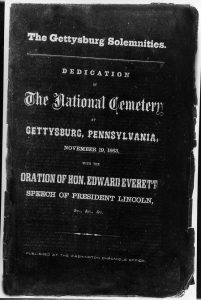 The Gettysburg Solemnities.
DEDICATION
OF
The National Cemetery
AT
GETTYSBURG, PENNSYLVANIA,
NOVEMBER 19, 1863,
WITH THE
ORATION OF HON. EDWARD EVERETT
SPEECH OF PRESIDENT LINCOLN,
&c., &c., &c.
PUBLISHED AT THE WASHINGTON CHRONICLE OFFICE.